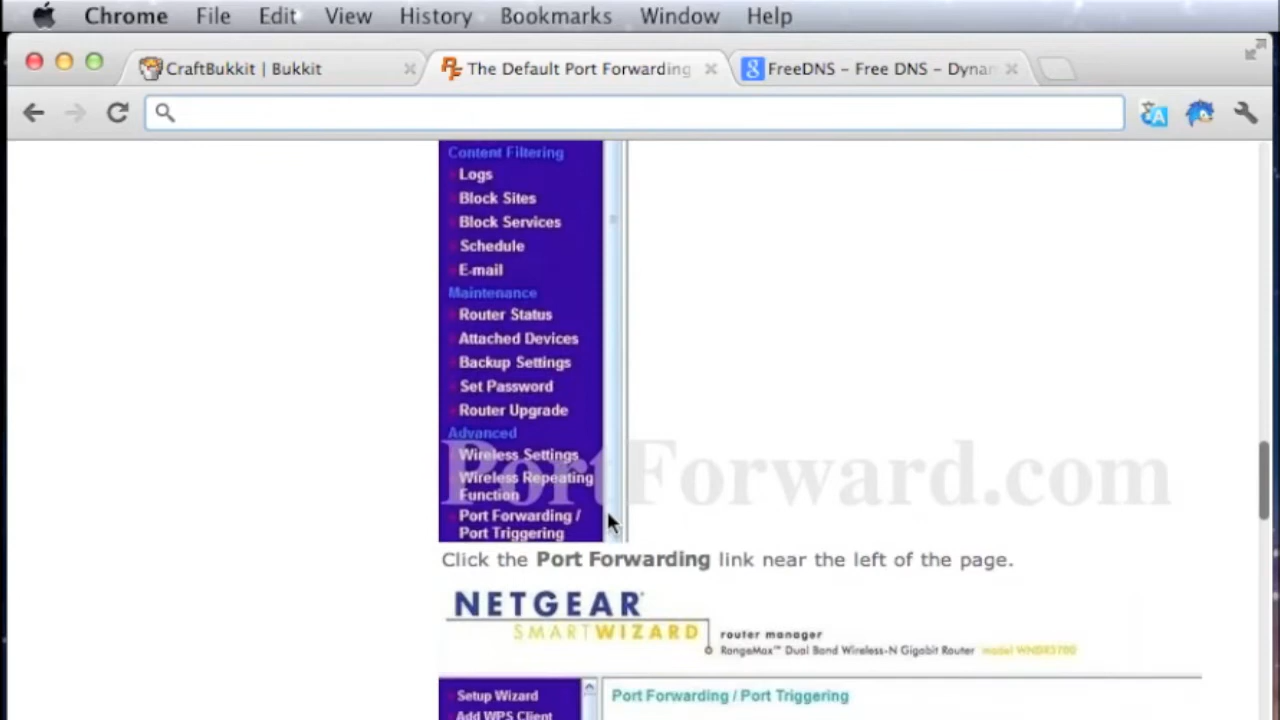 Chrome File Edit View History Bookmarks Window Help
CraftBukkit | Bukkit
The Default Port Forwarding
FreeDNS - Free DNS - Dynan
Content Filtering
Logs
Block Sites
Block Services
Schedule
E-mail
Maintenance
Router Status
Attached Devices
Backup Settings
Set Password
Router Upgrade
Advanced
Wireless Settings
Wireless Repeating
Function
Port Forwarding /
Port Triggering
PortForward.com
Click the Port Forwarding link near the left of the page.
NETGEAR
SMARTWIZARD
router manager
RangeMax™ Dual Band Wireless-N Gigabit Router model WNDR3700
Setup Wizard
Add WPS Client
Port Forwarding / Port Triggering